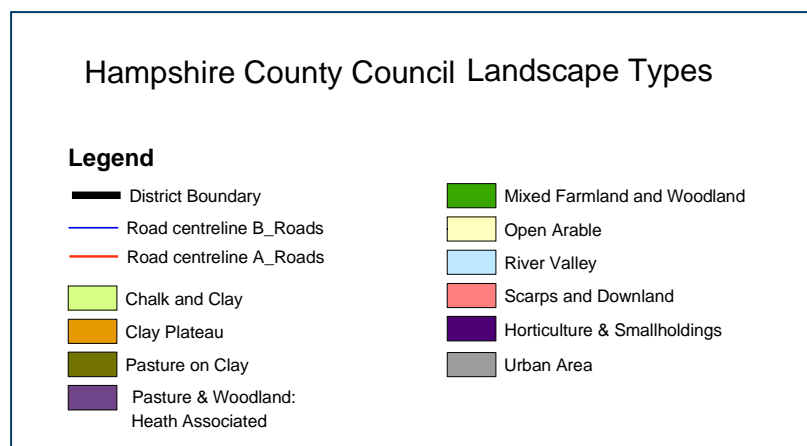 Hampshire County Council Landscape Types
Legend
District Boundary
Road centreline B_Roads
Road centreline A_Roads
Chalk and Clay
Clay Plateau
Pasture on Clay
Pasture & Woodland:
Heath Associated
Mixed Farmland and Woodland
Open Arable
River Valley
Scarps and Downland
Horticulture & Smallholdings
Urban Area